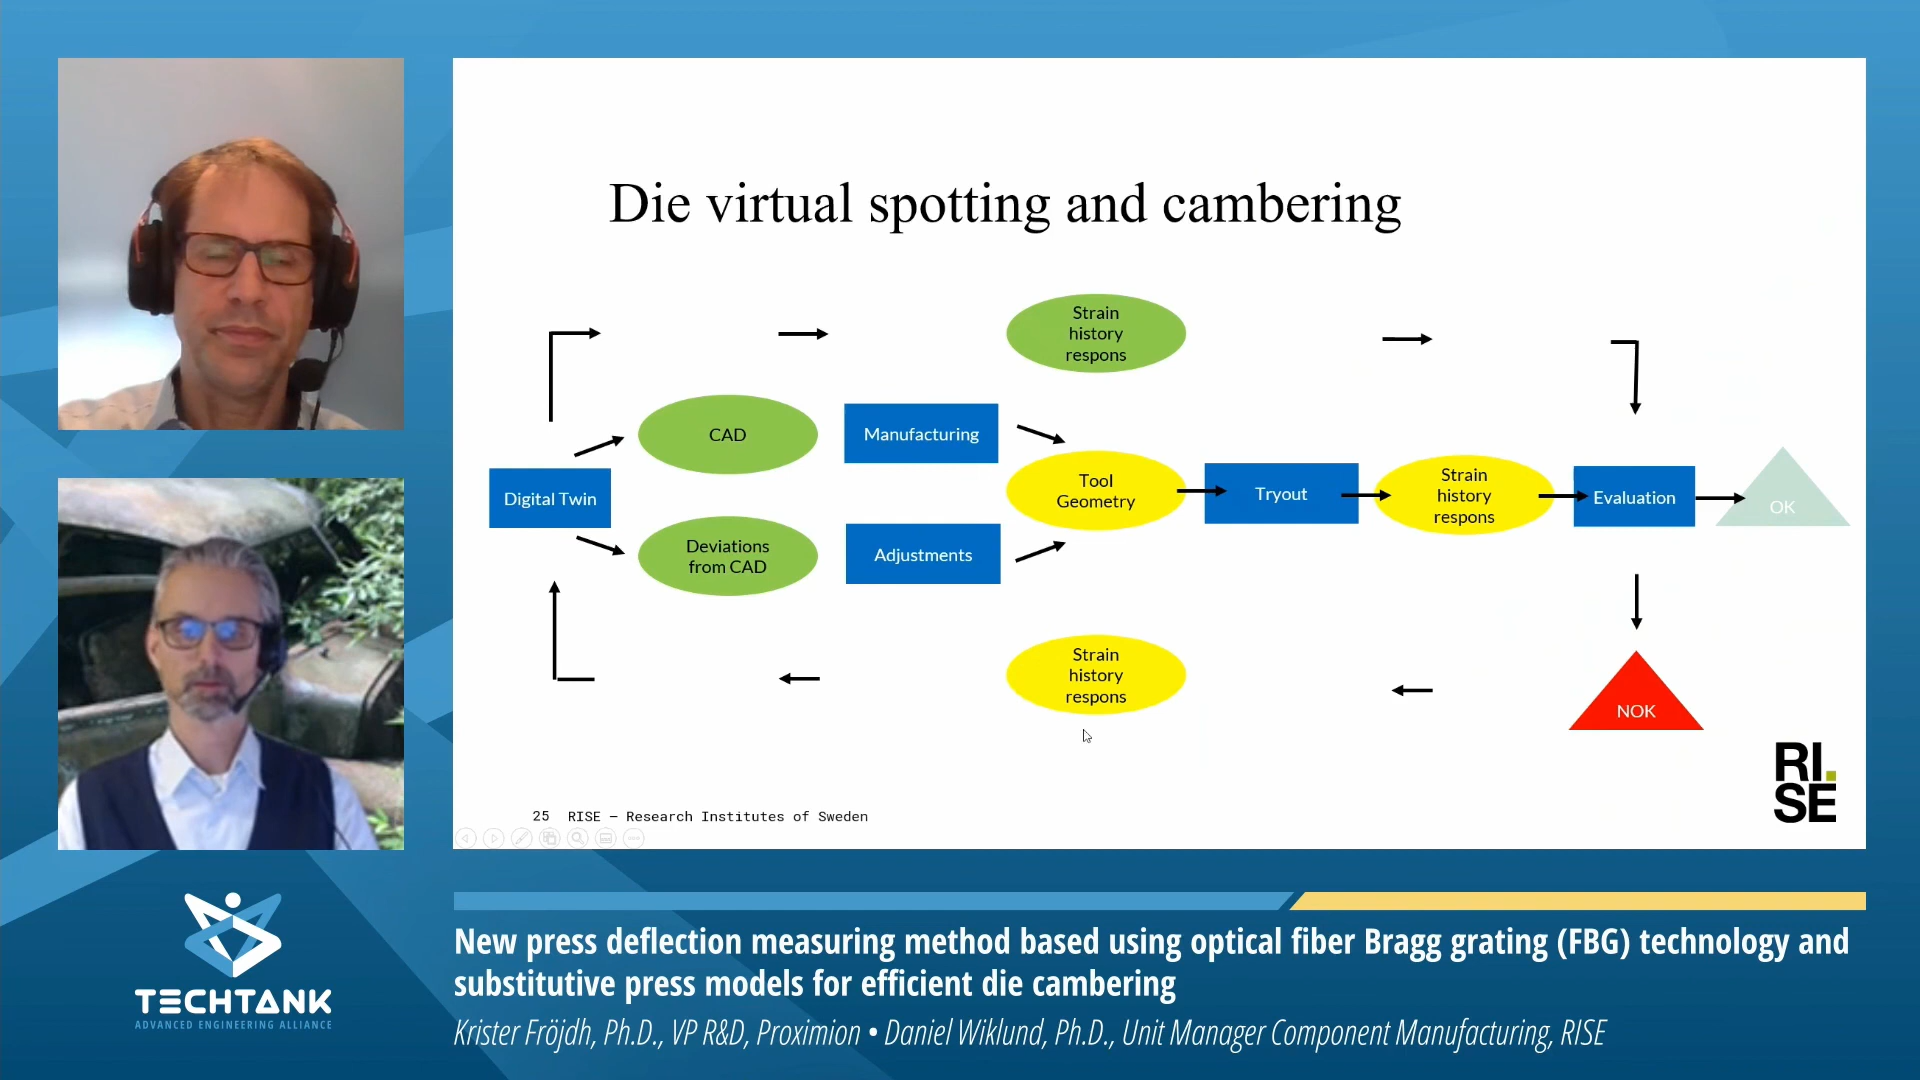 Die virtual spotting and cambering
Strain
history
respons
CAD
Manufacturing
Tool
Geometry
Tryout
Strain
history
respons
Evaluation
OK
Digital Twin
Deviations
from CAD
Adjustments
Strain
history
respons
NOK
RI.
SE
25 RISE — Research Institutes of Sweden
TECHTANK
ADVANCED ENGINEERING ALLIANCE
New press deflection measuring method based using optical fiber Bragg grating (FBG) technology and
substitutive press models for efficient die cambering
Krister Fröjdh, Ph.D., VP R&D, Proximion • Daniel Wiklund, Ph.D., Unit Manager Component Manufacturing, RISE